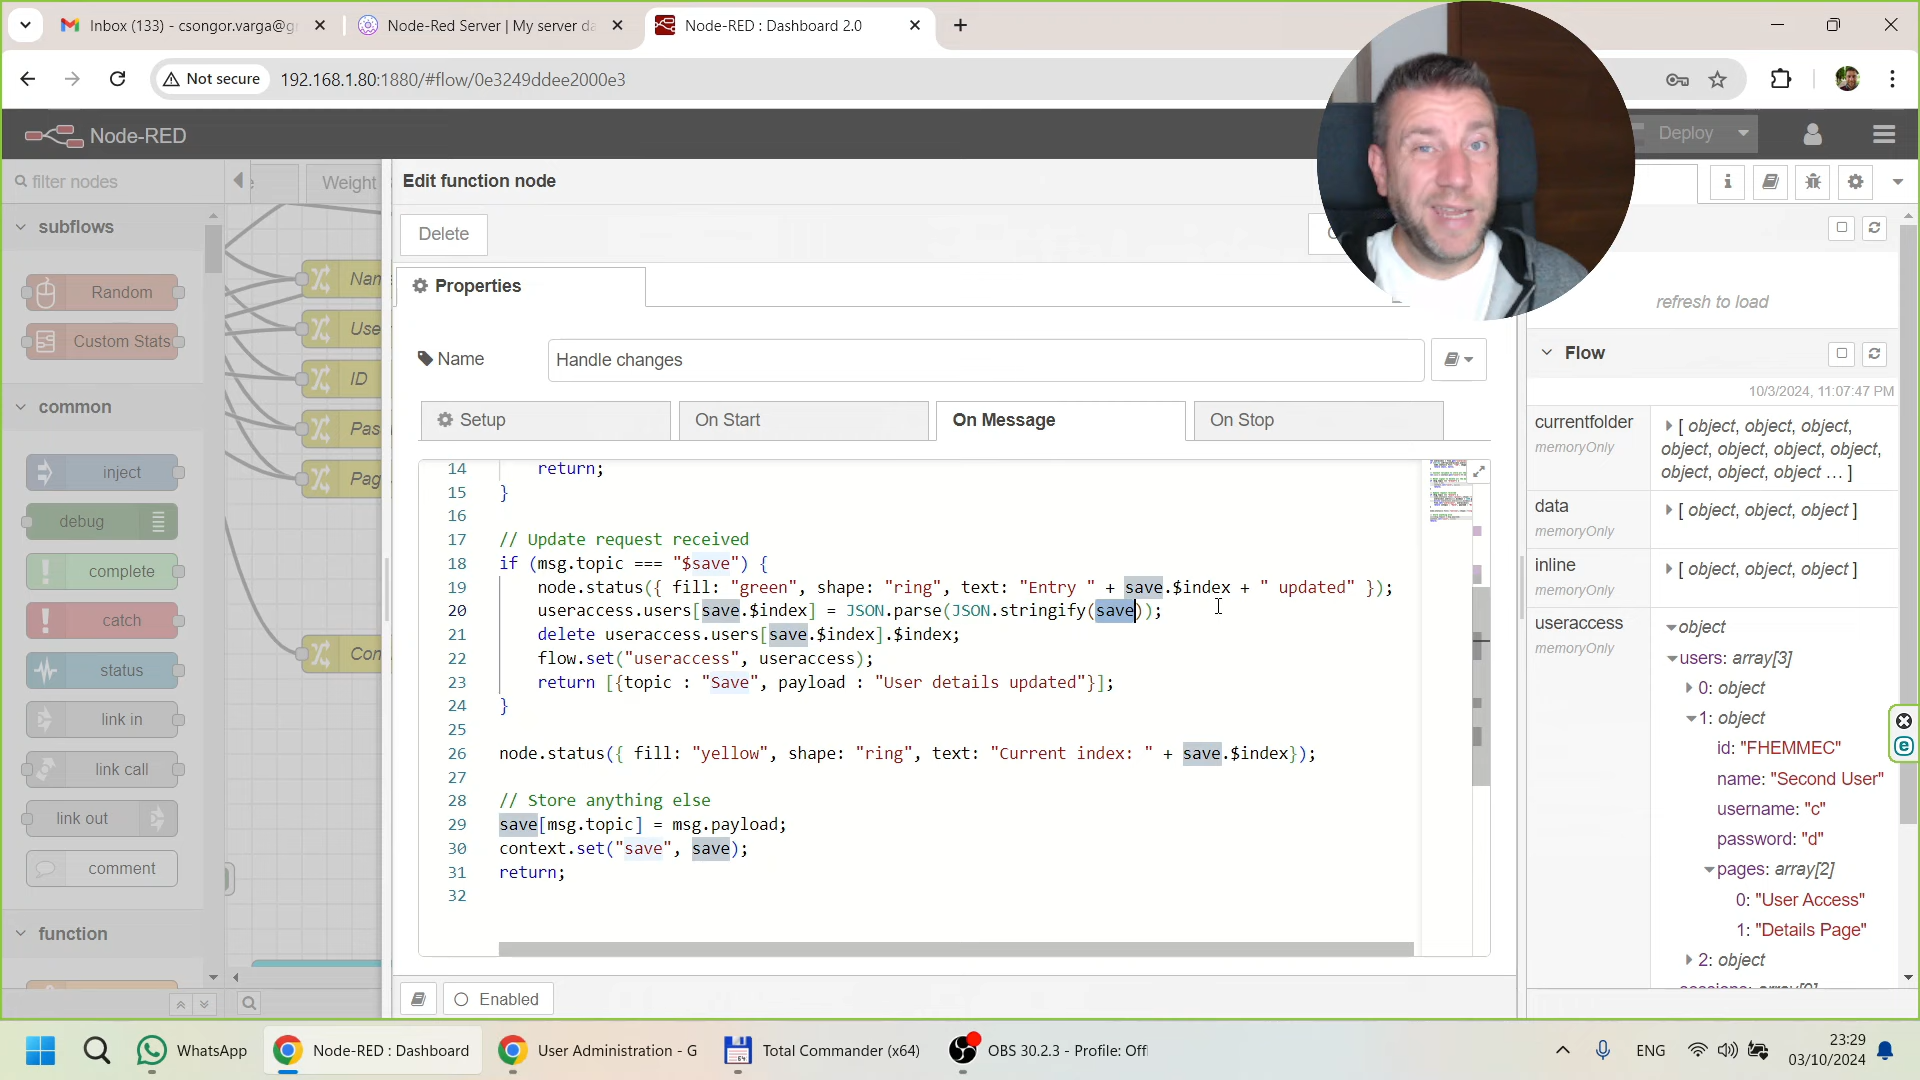 Inbox (133) - csongor.varga@g
Node-Red Server | My server da
Node-RED : Dashboard 2.0
Not secure
192.168.1.80:1880/#flow/0e3249ddee2000e3
Node-RED
Deploy
filter nodes
Weight
Edit function node
subflows
Delete
Random
Nam
Properties
refresh to load
Use
Custom Stats
Name
Handle changes
Flow
ID
10/3/2024, 11:07:47 PM
common
Setup
On Start
On Message
On Stop
currentfolder
memoryOnly
[ object, object, object,
object, object, object, object,
object, object, object … ]
Pas
inject
Pag
debug
complete
catch
status
Con
link in
link call
link out
comment
function
14 return;
15 }
16
17 // Update request received
18 if (msg.topic === "$save") {
19 node.status({ fill: "green", shape: "ring", text: "Entry " + save.$index + " updated" });
20 useraccess.users[save.$index] = JSON.parse(JSON.stringify(save));
21 delete useraccess.users[save.$index].$index;
22 flow.set("useraccess", useraccess);
23 return [{topic : "Save", payload : "User details updated"}];
24 }
25
26 node.status({ fill: "yellow", shape: "ring", text: "Current index: " + save.$index});
27
28 // Store anything else
29 save[msg.topic] = msg.payload;
30 context.set("save", save);
31 return;
32
data
memoryOnly
[ object, object, object ]
inline
memoryOnly
[ object, object, object ]
useraccess
memoryOnly
object
users: array[3]
0: object
1: object
id: "FHEMMEC"
name: "Second User"
username: "c"
password: "d"
pages: array[2]
0: "User Access"
1: "Details Page"
2: object
Enabled
WhatsApp
Node-RED : Dashboard
User Administration - G
Total Commander (x64)
OBS 30.2.3 - Profile: Off
ENG
23:29
03/10/2024